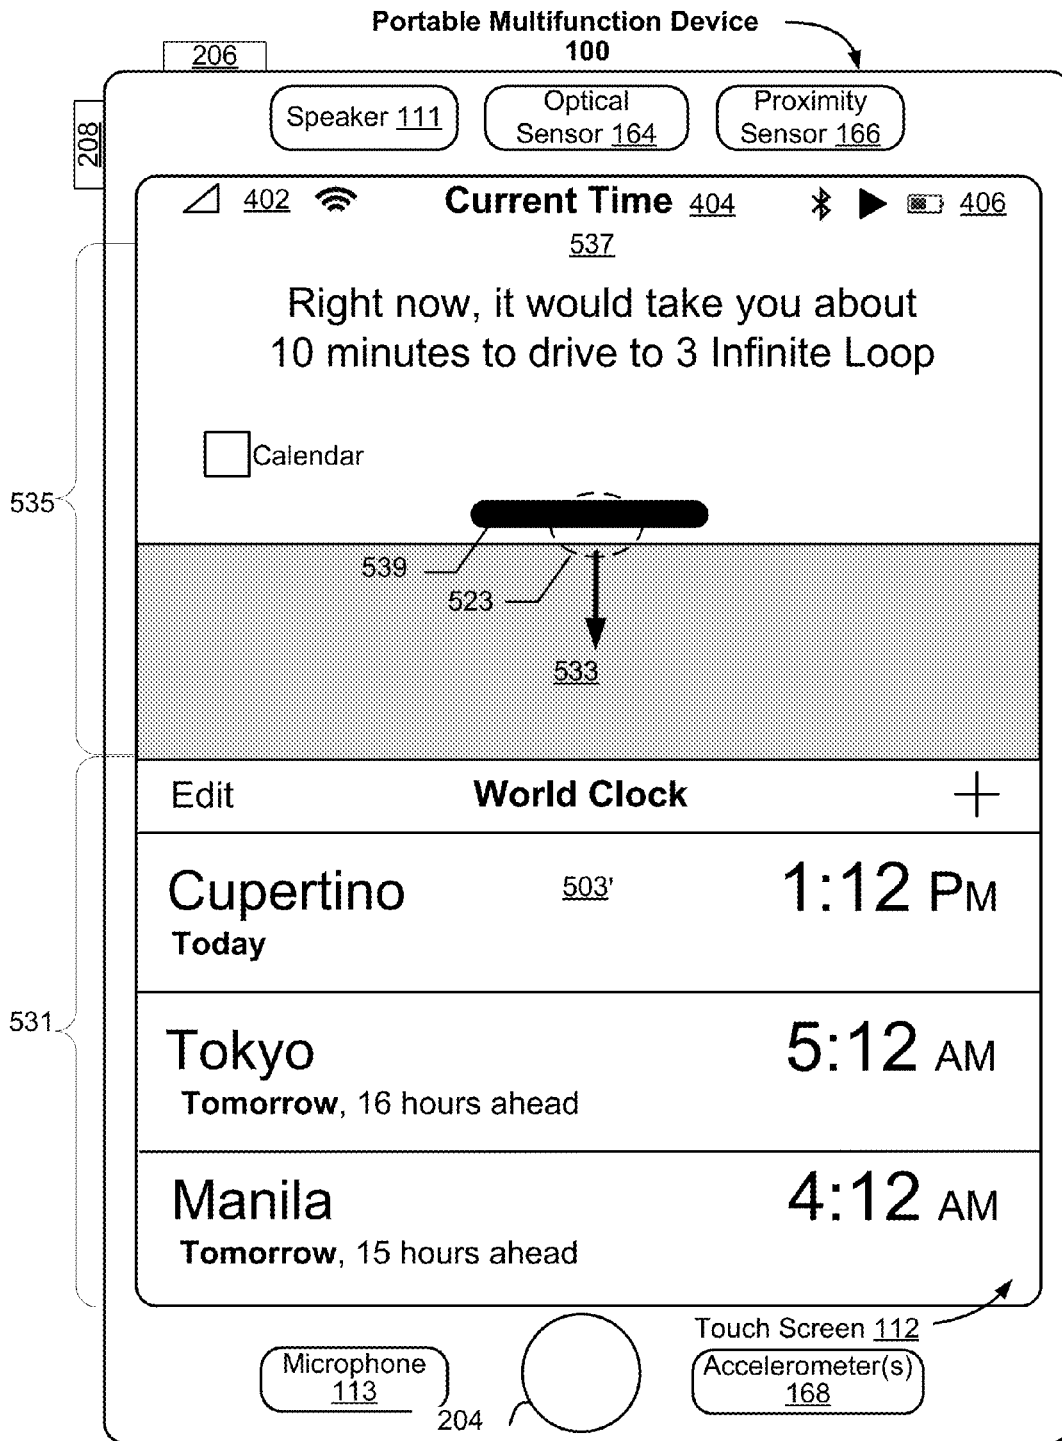 Portable Multifunction Device
100
206
208
Speaker 111
Optical
Sensor 164
Proximity
Sensor 166
402
Current Time 404
406
537
Right now, it would take you about
10 minutes to drive to 3 Infinite Loop
Calendar
535
539
523
533
Edit
World Clock
+
Cupertino
503'
1:12 PM
Today
531
Tokyo
5:12 AM
Tomorrow, 16 hours ahead
Manila
4:12 AM
Tomorrow, 15 hours ahead
Touch Screen 112
Microphone
113
204
Accelerometer(s)
168